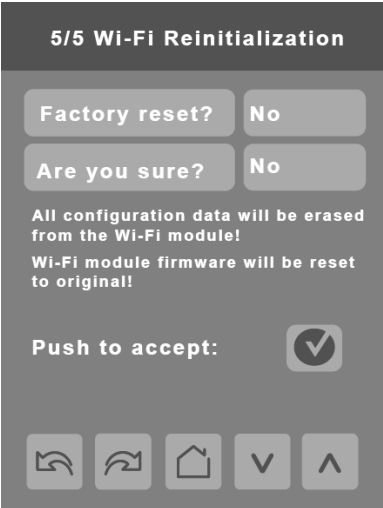 5/5 Wi-Fi Reinitialization
Factory reset? No
Are you sure? No
All configuration data will be erased
from the Wi-Fi module!
Wi-Fi module firmware will be reset
to original!
Push to accept: